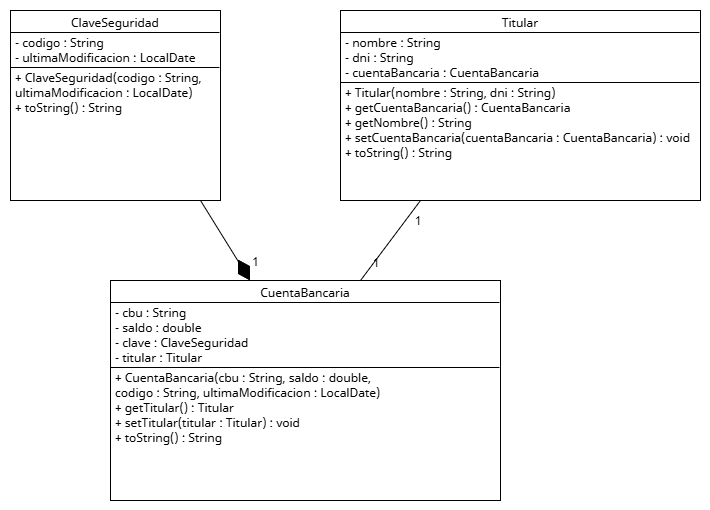 ClaveSeguridad
- codigo : String
- ultimaModificacion : LocalDate
+ ClaveSeguridad(codigo : String,
ultimaModificacion : LocalDate)
+ toString() : String
Titular
- nombre : String
- dni : String
- cuentaBancaria : CuentaBancaria
+ Titular(nombre : String, dni : String)
+ getCuentaBancaria() : CuentaBancaria
+ getNombre() : String
+ setCuentaBancaria(cuentaBancaria : CuentaBancaria) : void
+ toString() : String
1
1
1
CuentaBancaria
- cbu : String
- saldo : double
- clave : ClaveSeguridad
- titular : Titular
+ CuentaBancaria(cbu : String, saldo : double,
codigo : String, ultimaModificacion : LocalDate)
+ getTitular() : Titular
+ setTitular(titular : Titular) : void
+ toString() : String